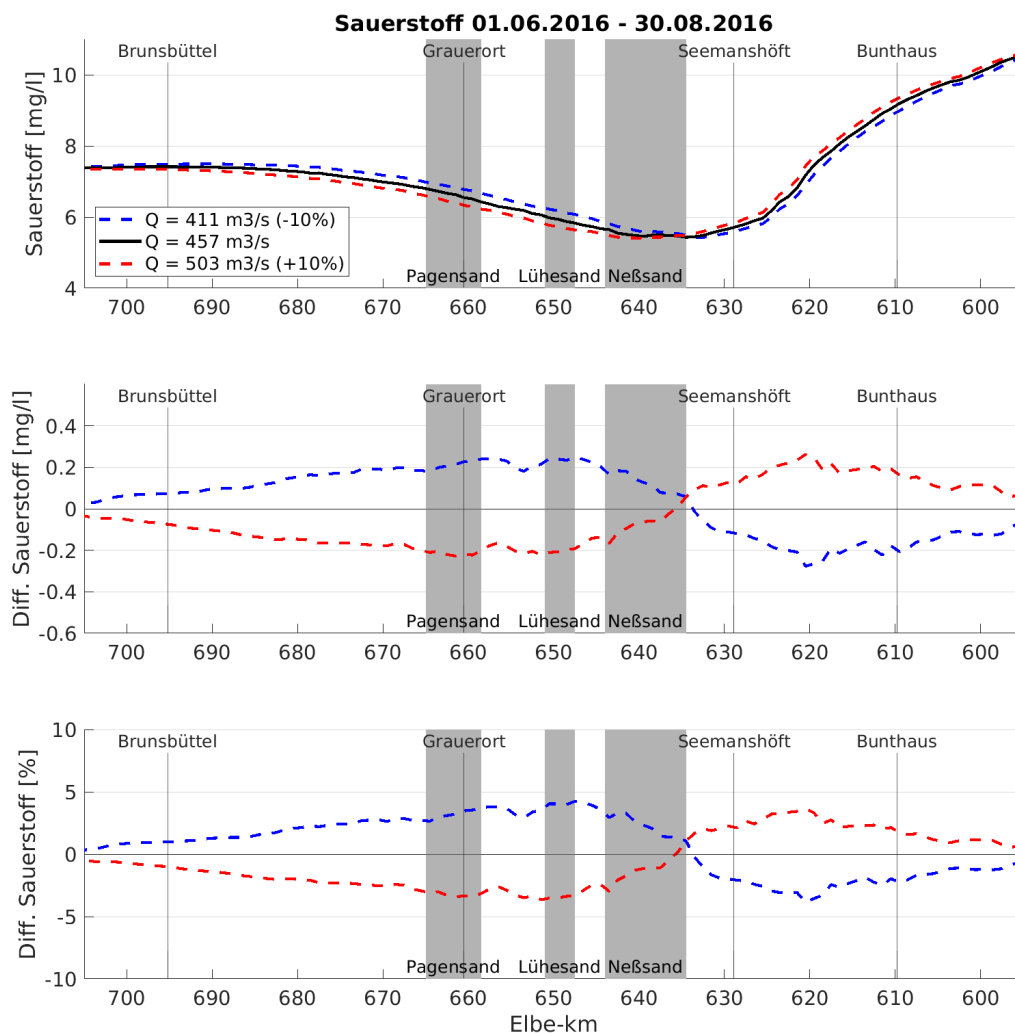 Sauerstoff 01.06.2016 - 30.08.2016
Brunsbüttel Grauerort Seemanshöft Bunthaus
Sauerstoff [mg/l]
10
8
6
4
Q = 411 m3/s (-10%)
Q = 457 m3/s
Q = 503 m3/s (+10%)
Pagensand Lühesand Neßsand
700 690 680 670 660 650 640 630 620 610 600
Brunsbüttel Grauerort Seemanshöft Bunthaus
Diff. Sauerstoff [mg/l]
0.4
0.2
0
-0.2
-0.4
-0.6
Pagensand Lühesand Neßsand
700 690 680 670 660 650 640 630 620 610 600
Brunsbüttel Grauerort Seemanshöft Bunthaus
Diff. Sauerstoff [%]
10
5
0
-5
-10
Pagensand Lühesand Neßsand
700 690 680 670 660 650 640 630 620 610 600
Elbe-km